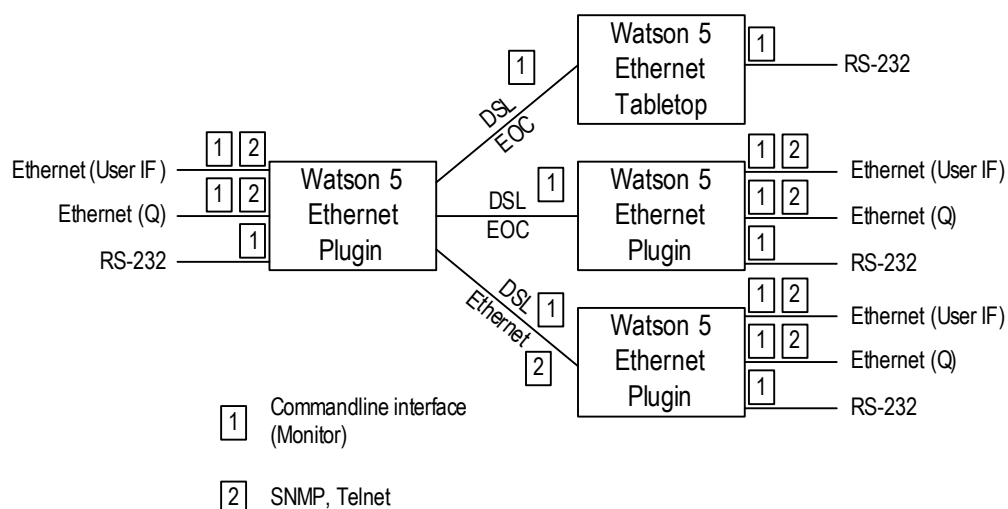 Watson 5
Ethernet
Tabletop
1
RS-232
1
DSL
EOC
Ethernet (User IF)
1 2
Ethernet (Q)
1 2
RS-232
1
Watson 5
Ethernet
Plugin
DSL
EOC
1
Watson 5
Ethernet
Plugin
1 2
Ethernet (User IF)
1 2
Ethernet (Q)
1
RS-232
DSL
Ethernet
1
2
Watson 5
Ethernet
Plugin
1 2
Ethernet (User IF)
1 2
Ethernet (Q)
1
RS-232
1
Commandline interface
(Monitor)
2 SNMP, Telnet